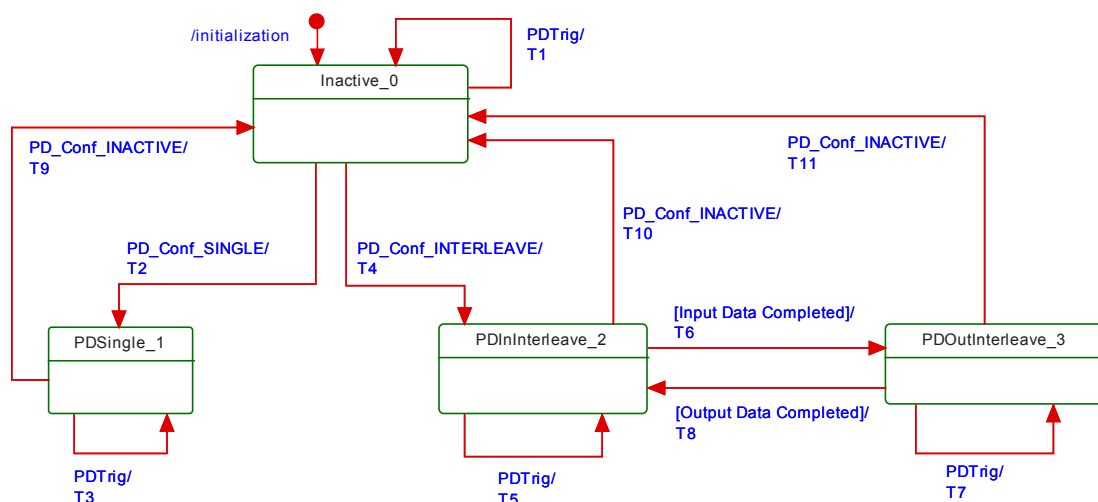 /initialization
PDTrig/
T1
Inactive_0
PD_Conf_INACTIVE/
T9
PD_Conf_INACTIVE/
T11
PD_Conf_INACTIVE/
T10
PD_Conf_SINGLE/
T2
PD_Conf_INTERLEAVE/
T4
[Input Data Completed]/
T6
PDSingle_1
PDInInterleave_2
PDOutInterleave_3
[Output Data Completed]/
T8
PDTrig/
T3
PDTrig/
T5
PDTrig/
T7